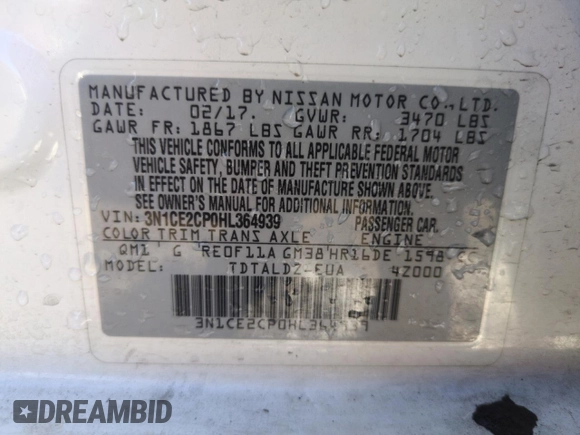 MANUFACTURED BY NISSAN MOTOR CO.,LTD.
DATE: 02/17. GVWR: 3470 LBS
GAWR FR: 1867 LBS GAWR RR: 1704 LBS
THIS VEHICLE CONFORMS TO ALL APPLICABLE FEDERAL MOTOR
VEHICLE SAFETY, BUMPER AND THEFT PREVENTION STANDARDS
IN EFFECT ON THE DATE OF MANUFACTURE SHOWN ABOVE.
SEE OWNER'S MANUAL FOR ADDITIONAL INFORMATION.
VIN: 3N1CE2CP0HL364939 PASSENGER CAR.
COLOR TRIM TRANS AXLE ENGINE
QM1 G RE0F11A GM38 HR16DE 1598
MODEL: TDTALDZ-EUA 4Z000
3N1CE2CP0HL364939
DREAMBID